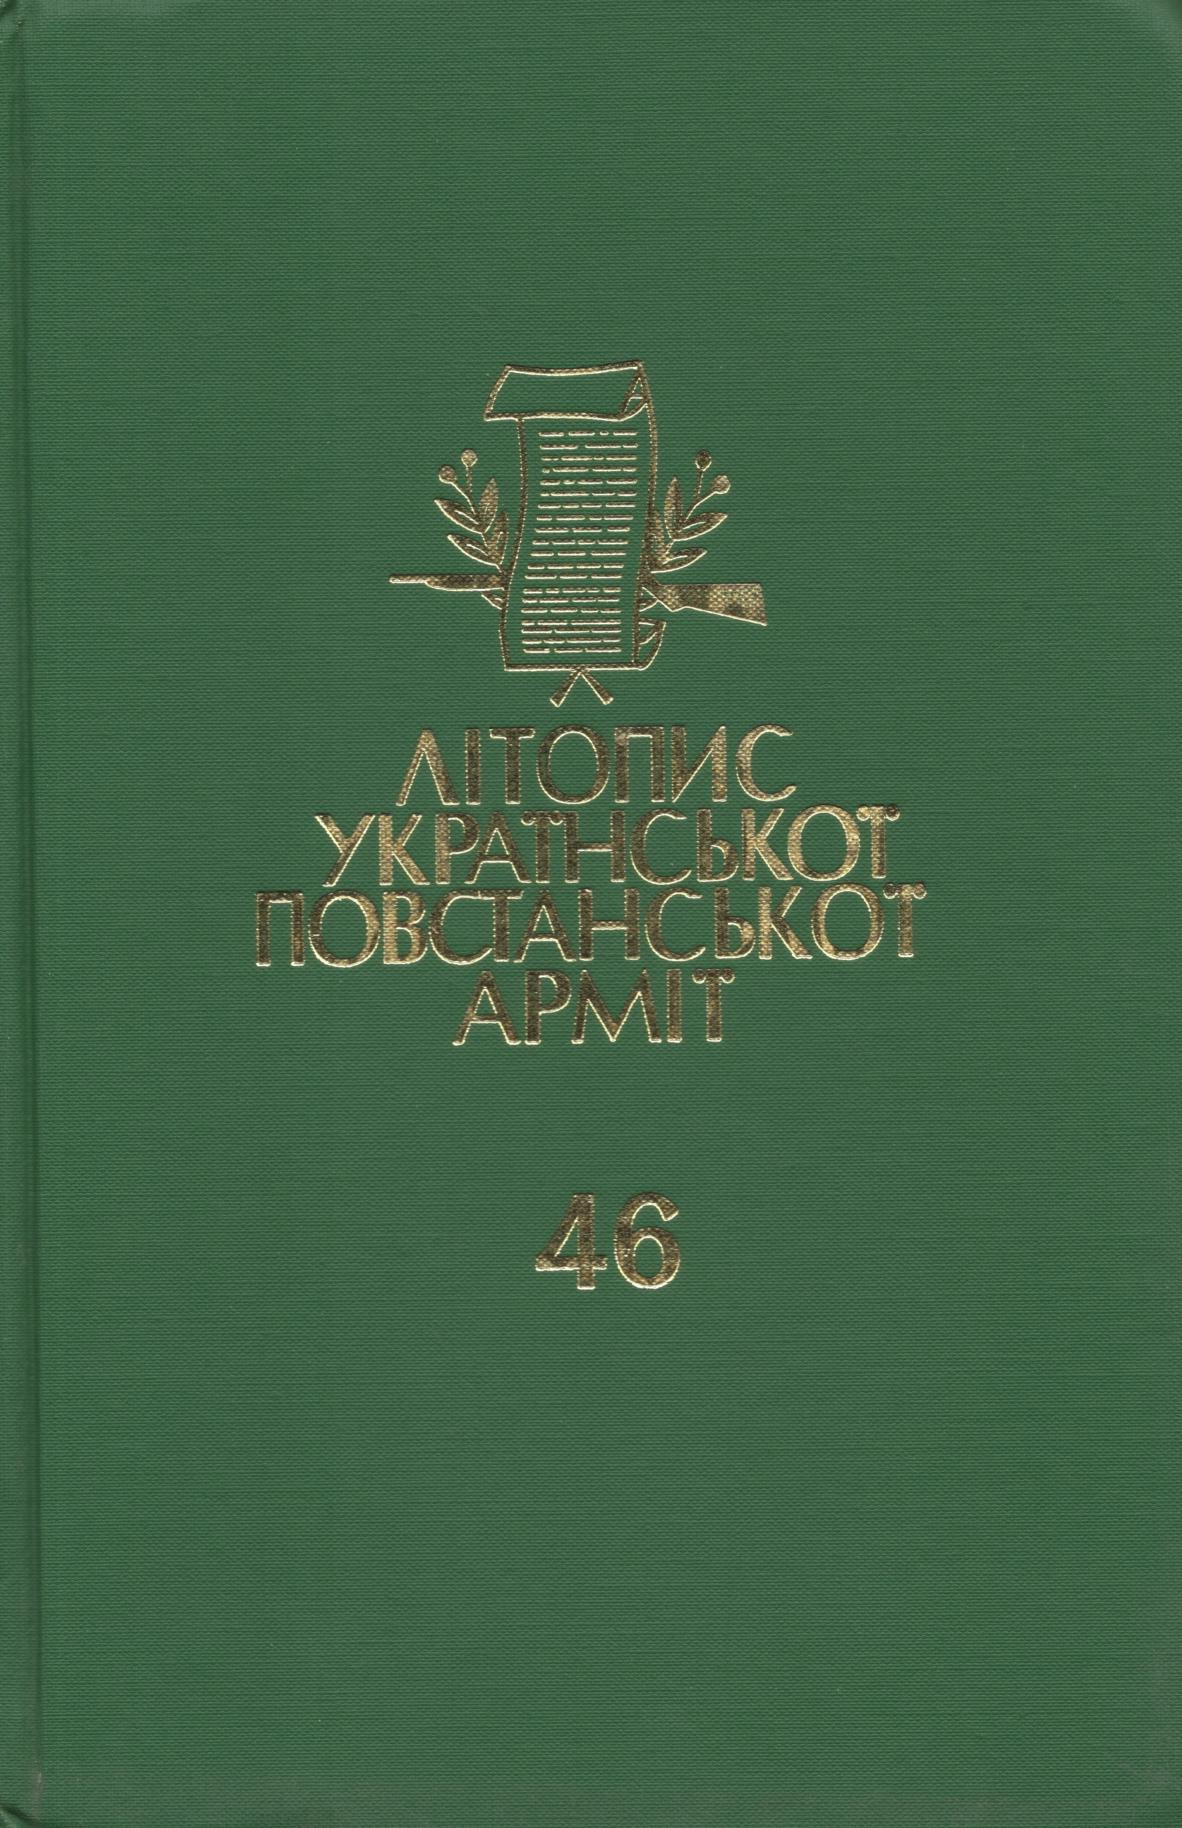 ЛІТОПИС
УКРАЇНСЬКОЇ
ПОВСТАНСЬКОЇ
АРМІЇ
46